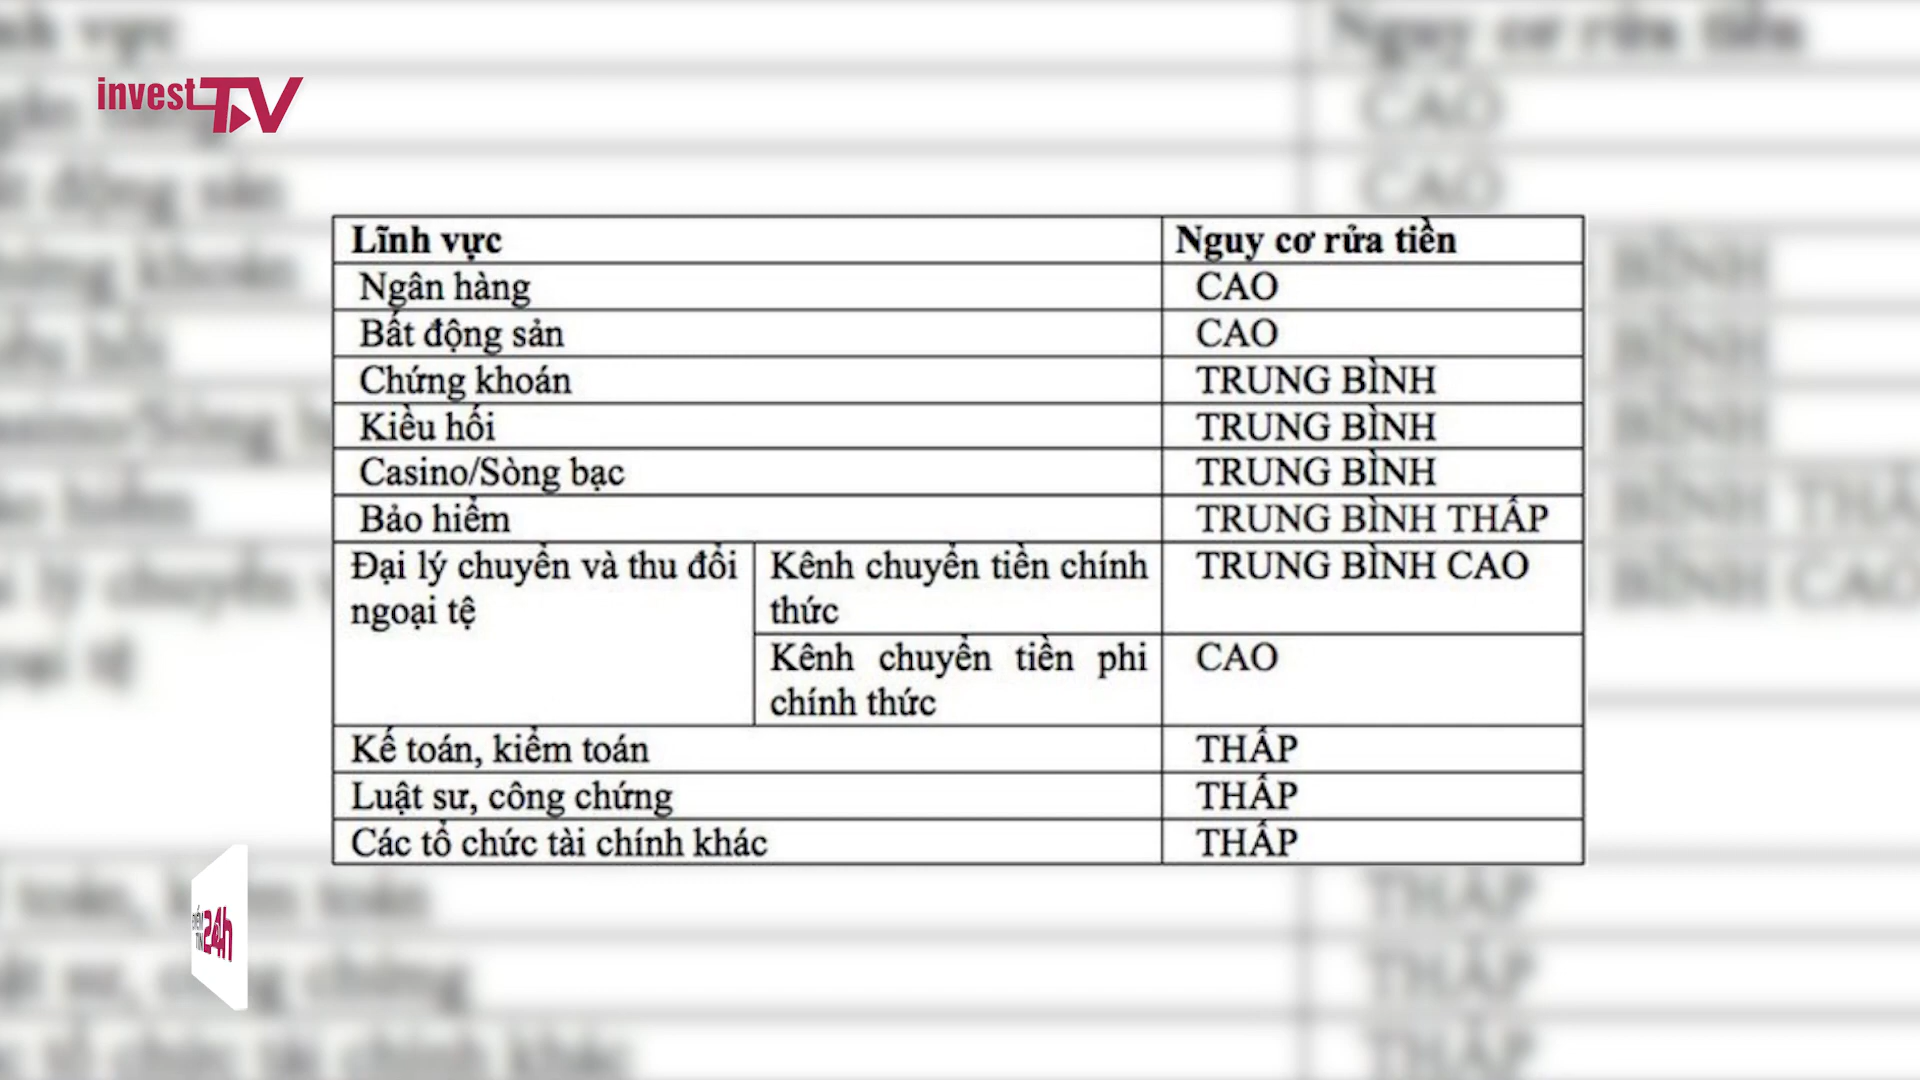 investTV
Lĩnh vực Nguy cơ rửa tiền
Ngân hàng CAO
Bất động sản CAO
Chứng khoán TRUNG BÌNH
Kiều hối TRUNG BÌNH
Casino/Sòng bạc TRUNG BÌNH
Bảo hiểm TRUNG BÌNH THẤP
Đại lý chuyển và thu đổi Kênh chuyển tiền chính TRUNG BÌNH CAO
ngoại tệ thức
Kênh chuyển tiền phi CAO
chính thức
Kế toán, kiểm toán THẤP
Luật sư, công chứng THẤP
Các tổ chức tài chính khác THẤP
ĐIỂM
TIN 24h